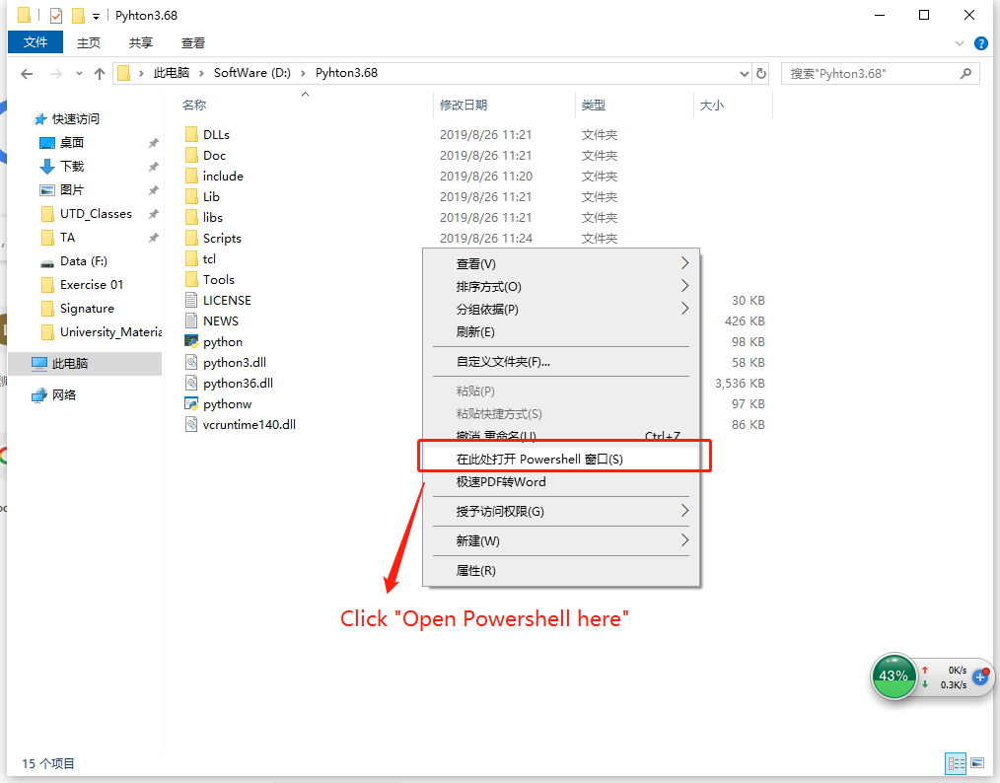 Pyhton3.68
文件 主页 共享 查看
此电脑 SoftWare (D:) Pyhton3.68 搜索"Pyhton3.68"
名称 修改日期 类型 大小
快速访问
桌面
下载
图片
UTD_Classes
TA
Data (F:)
Exercise 01
Signature
University_Materia
此电脑
网络
DLLs 2019/8/26 11:21 文件夹
Doc 2019/8/26 11:21 文件夹
include 2019/8/26 11:20 文件夹
Lib 2019/8/26 11:21 文件夹
libs 2019/8/26 11:21 文件夹
Scripts 2019/8/26 11:24 文件夹
tcl
Tools
LICENSE 30 KB
NEWS 426 KB
python 98 KB
python3.dll 58 KB
python36.dll 3,536 KB
pythonw 97 KB
vcruntime140.dll 86 KB
查看(V)
排序方式(O)
分组依据(P)
刷新(E)
自定义文件夹(F)...
粘贴(P)
粘贴快捷方式(S)
撤消 重命名(U) Ctrl+Z
在此处打开 Powershell 窗口(S)
极速PDF转Word
授予访问权限(G)
新建(W)
属性(R)
Click "Open Powershell here"
43% 0K/s
0.3K/s
15 个项目